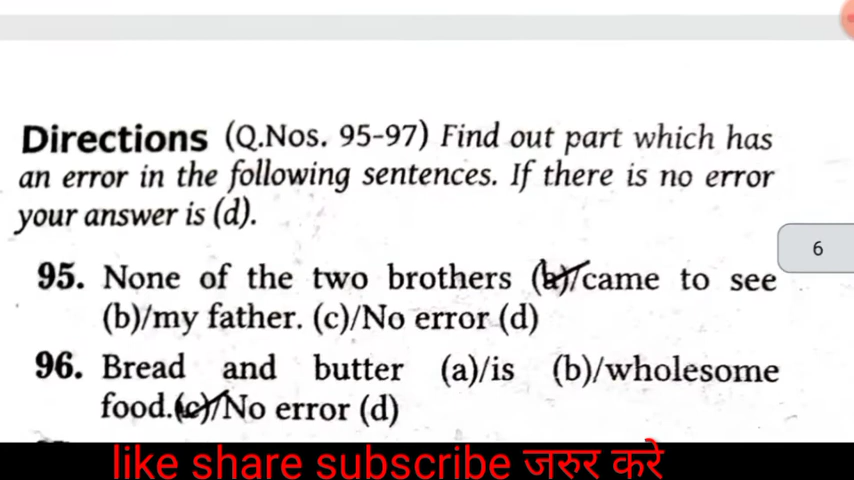 Directions (Q.Nos. 95-97) Find out part which has
an error in the following sentences. If there is no error
your answer is (d).
6
95. None of the two brothers (a)/came to see
(b)/my father. (c)/No error (d)
96. Bread and butter (a)/is (b)/wholesome
food.(c)/No error (d)
like share subscribe जरुर करे